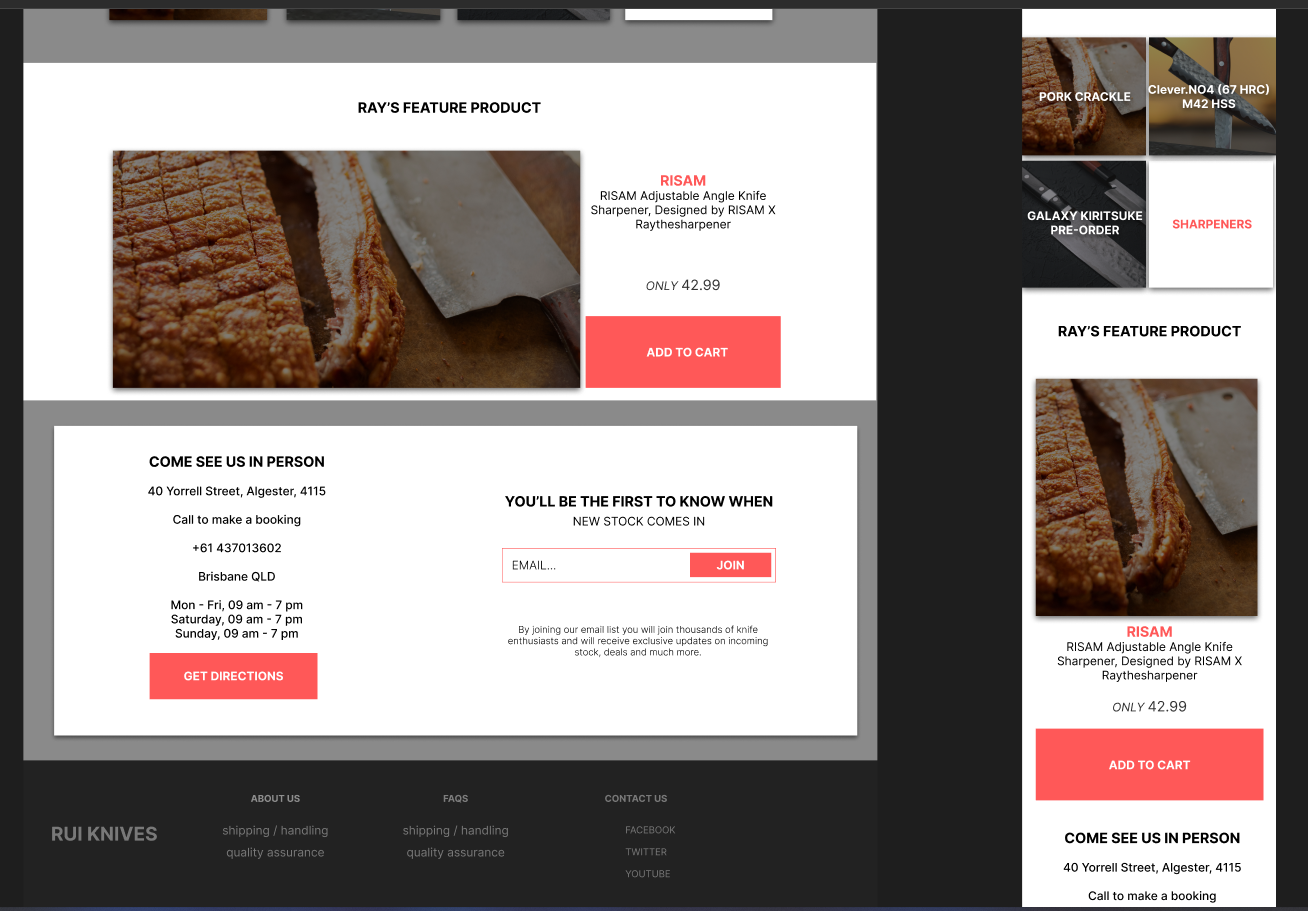 RAY'S FEATURE PRODUCT
RISAM
RISAM Adjustable Angle Knife
Sharpener, Designed by RISAM X
Raythesharpener
ONLY 42.99
ADD TO CART
COME SEE US IN PERSON
40 Yorrell Street, Algester, 4115
Call to make a booking
+61 437013602
Brisbane QLD
Mon - Fri, 09 am - 7 pm
Saturday, 09 am - 7 pm
Sunday, 09 am - 7 pm
GET DIRECTIONS
YOU'LL BE THE FIRST TO KNOW WHEN
NEW STOCK COMES IN
EMAIL...
JOIN
By joining our email list you will join thousands of knife
enthusiasts and will receive exclusive updates on incoming
stock, deals and much more.
RUI KNIVES
ABOUT US
shipping / handling
quality assurance
FAQS
shipping / handling
quality assurance
CONTACT US
FACEBOOK
TWITTER
YOUTUBE
PORK CRACKLE
Clever.NO4 (67 HRC)
M42 HSS
GALAXY KIRITSUKE
PRE-ORDER
SHARPENERS
RAY'S FEATURE PRODUCT
RISAM
RISAM Adjustable Angle Knife
Sharpener, Designed by RISAM X
Raythesharpener
ONLY 42.99
ADD TO CART
COME SEE US IN PERSON
40 Yorrell Street, Algester, 4115
Call to make a booking